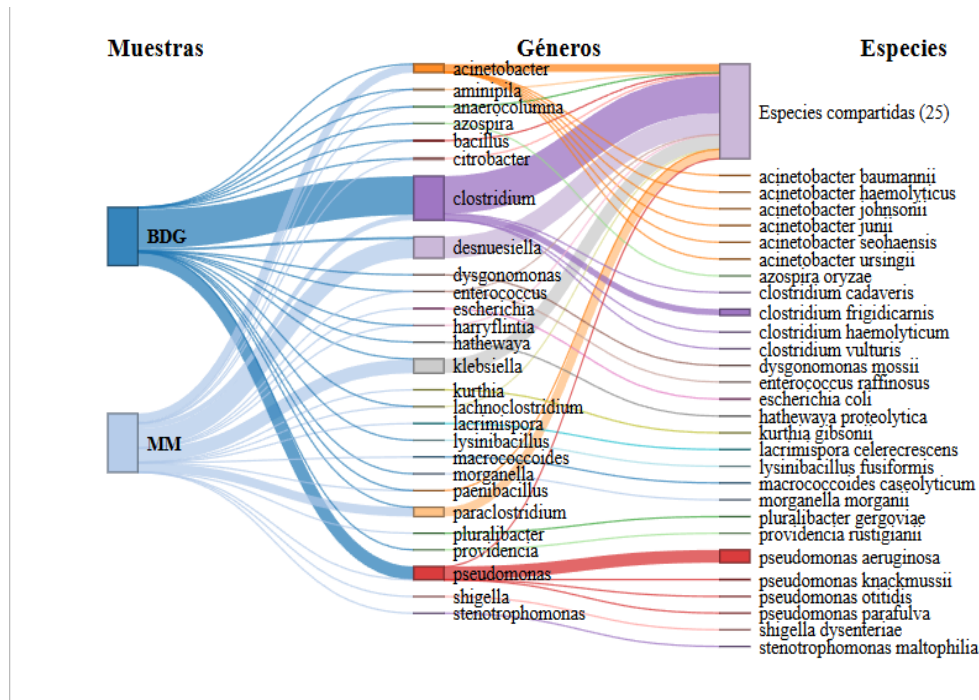 Muestras
Géneros
Especies
BDG
MM
acinetobacter
aminipila
anaerocolumna
azospira
bacillus
citrobacter
clostridium
desnuesiella
dysgonomonas
enterococcus
escherichia
harryflintia
hathewaya
klebsiella
kurthia
lachnoclostridium
lacrimispora
lysinibacillus
macrococcoides
morganella
paenibacillus
paraclostridium
pluralibacter
providencia
pseudomonas
shigella
stenotrophomonas
Especies compartidas (25)
acinetobacter baumannii
acinetobacter haemolyticus
acinetobacter johnsonii
acinetobacter junii
acinetobacter seohaensis
acinetobacter ursingii
azospira oryzae
clostridium cadaveris
clostridium frigidicarnis
clostridium haemolyticum
clostridium vulturis
dysgonomonas mossii
enterococcus raffinosus
escherichia coli
hathewaya proteolytica
kurthia gibsonii
lacrimispora celerecrescens
lysinibacillus fusiformis
macrococcoides caseolyticum
morganella morganii
pluralibacter gergoviae
providencia rustigianii
pseudomonas aeruginosa
pseudomonas knackmussii
pseudomonas otitidis
pseudomonas parafulva
shigella dysenteriae
stenotrophomonas maltophilia